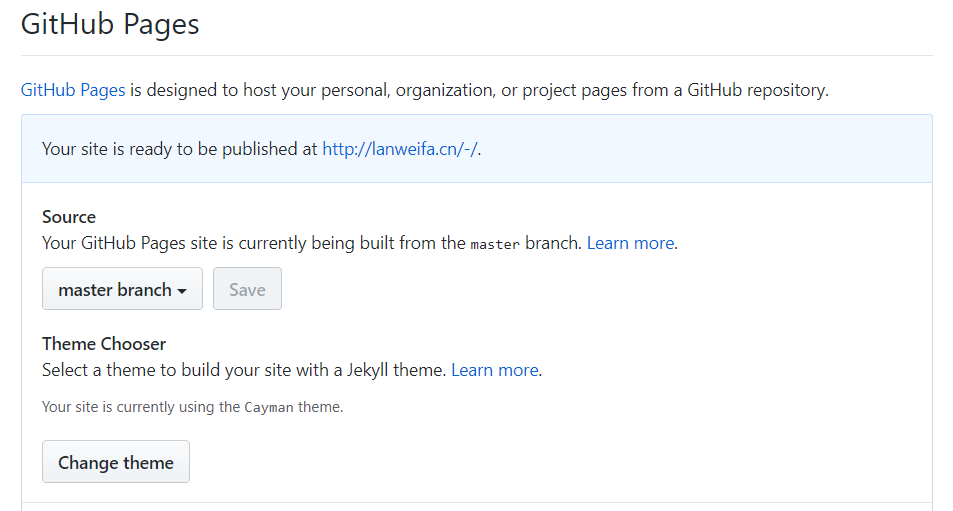 GitHub Pages
GitHub Pages is designed to host your personal, organization, or project pages from a GitHub repository.
Your site is ready to be published at http://lanweifa.cn/-/.
Source
Your GitHub Pages site is currently being built from the master branch. Learn more.
master branch
Save
Theme Chooser
Select a theme to build your site with a Jekyll theme. Learn more.
Your site is currently using the Cayman theme.
Change theme